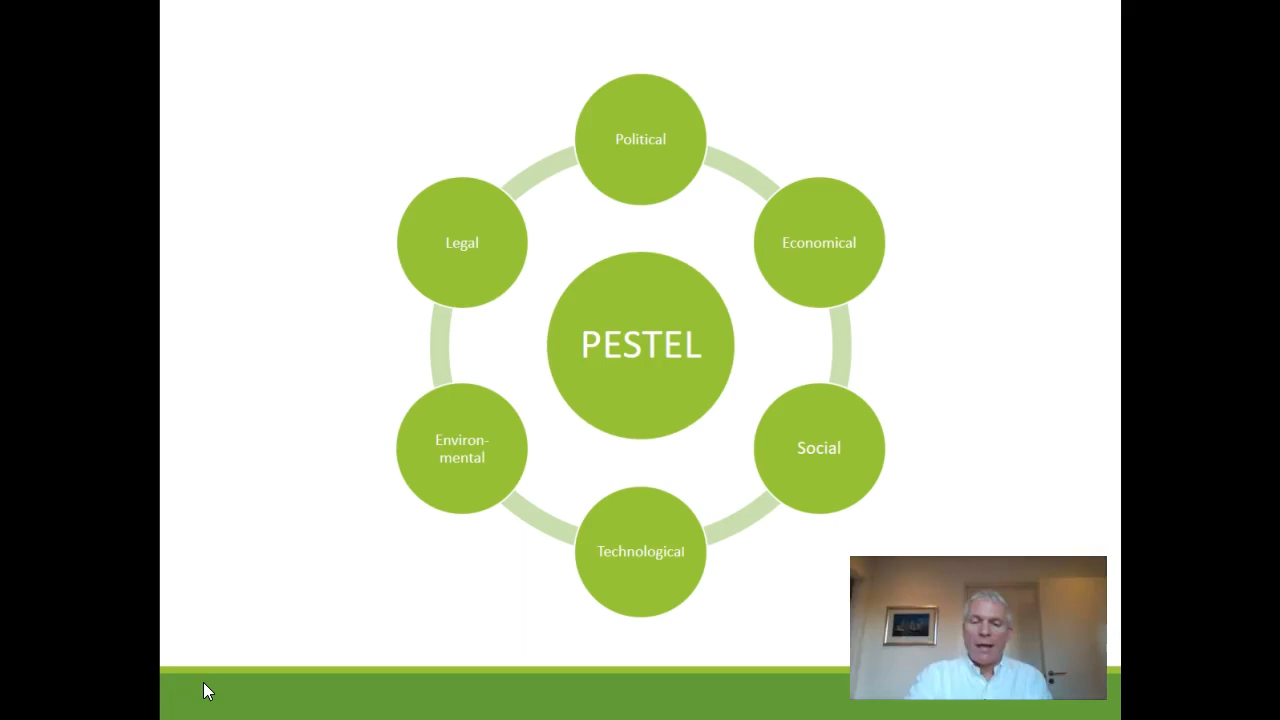 Political
Economical
Social
Technological
Environ-
mental
Legal
PESTEL